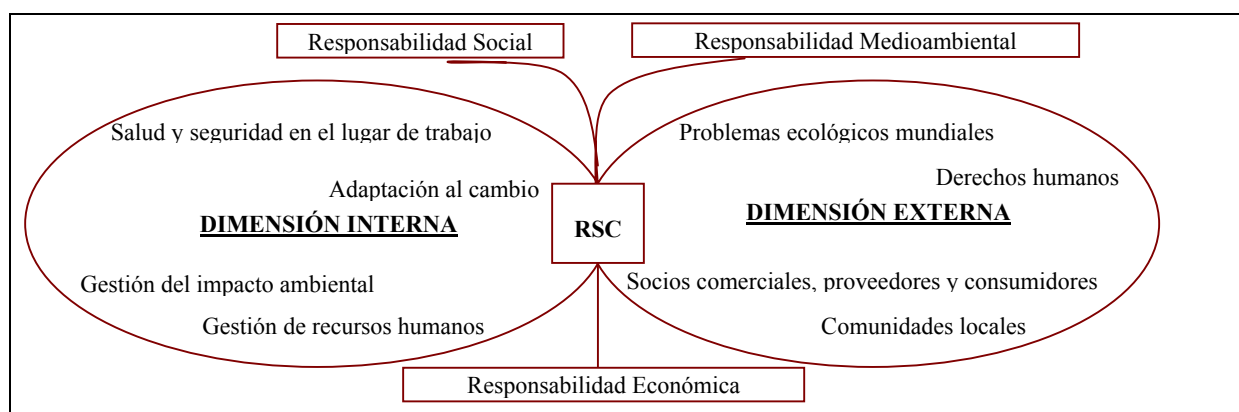 Responsabilidad Social
Responsabilidad Medioambiental
Salud y seguridad en el lugar de trabajo
Adaptación al cambio
DIMENSIÓN INTERNA
Gestión del impacto ambiental
Gestión de recursos humanos
RSC
Problemas ecológicos mundiales
Derechos humanos
DIMENSIÓN EXTERNA
Socios comerciales, proveedores y consumidores
Comunidades locales
Responsabilidad Económica